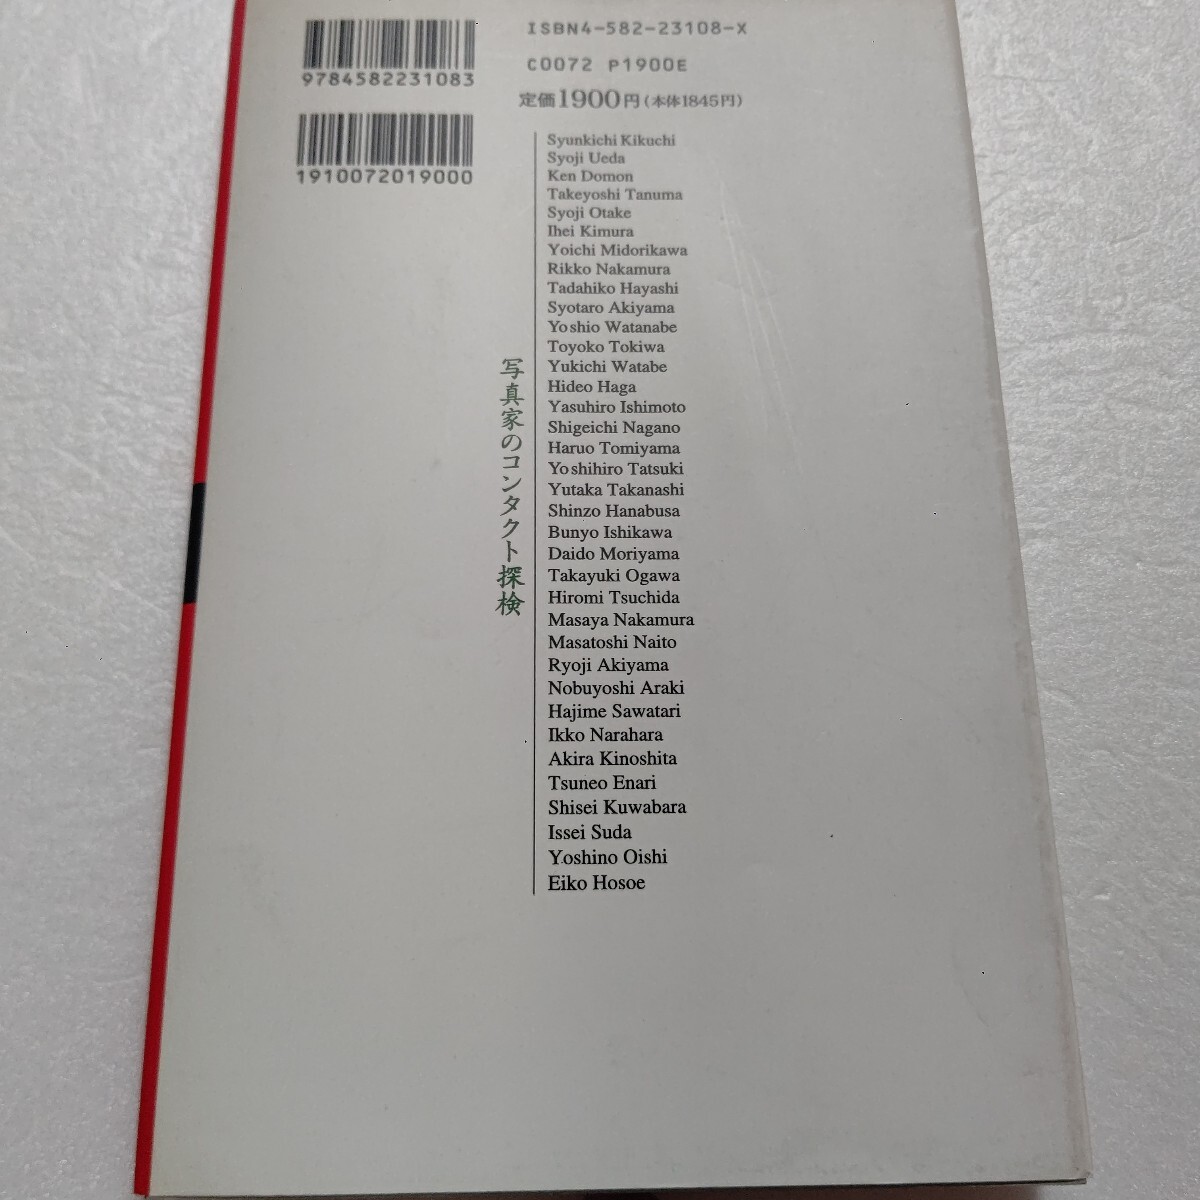 9784582231083
1910072019000
ISBN4-582-23108-X
C0072 P1900E
定価1900円(本体1845円)
写真家のコンタクト探検
Syunkichi Kikuchi
Syoji Ueda
Ken Domon
Takeyoshi Tanuma
Syoji Otake
Ihei Kimura
Yoichi Midorikawa
Rikko Nakamura
Tadahiko Hayashi
Syotaro Akiyama
Yoshio Watanabe
Toyoko Tokiwa
Yukichi Watabe
Hideo Haga
Yasuhiro Ishimoto
Shigeichi Nagano
Haruo Tomiyama
Yoshihiro Tatsuki
Yutaka Takanashi
Shinzo Hanabusa
Bunyo Ishikawa
Daido Moriyama
Takayuki Ogawa
Hiromi Tsuchida
Masaya Nakamura
Masatoshi Naito
Ryoji Akiyama
Nobuyoshi Araki
Hajime Sawatari
Ikko Narahara
Akira Kinoshita
Tsuneo Enari
Shisei Kuwabara
Issei Suda
Yoshino Oishi
Eiko Hosoe